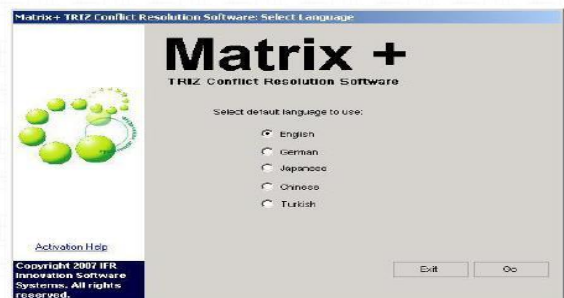 Matrix+ TRIZ Conflict Resolution Software: Select Language
Matrix +
TRIZ Conflict Resolution Software
Select default language to use:
English
German
Japanese
Chinese
Turkish
Activation Help
Exit
Go
Copyright 2007 IFR
Innovation Software
Systems. All rights
reserved.